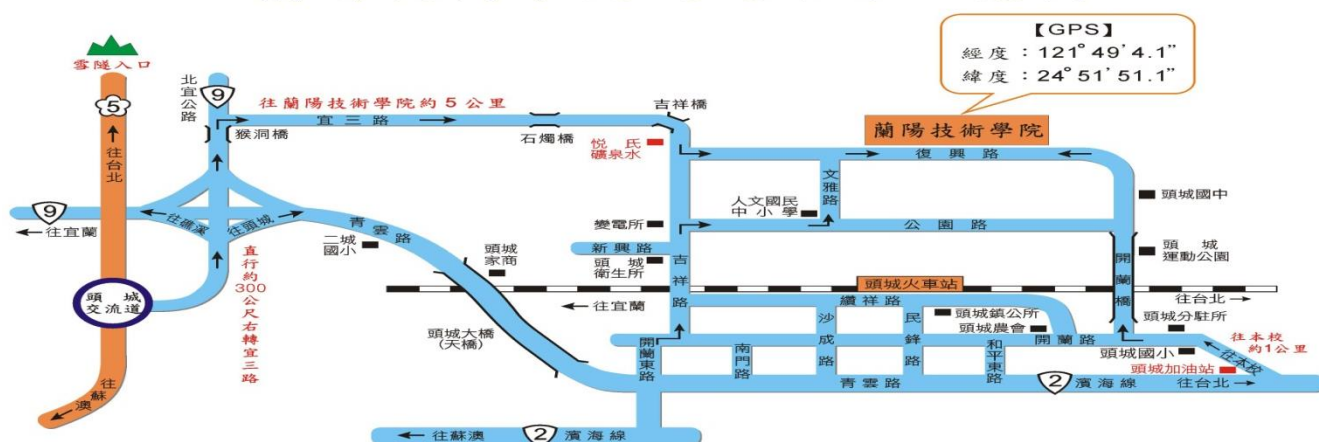 【GPS】
經度：121°49'4.1"
緯度：24°51'51.1"
雪隧入口
5
往台北
北宜公路
9
猴洞橋
往蘭陽技術學院約5公里
宜三路
石燭橋
吉祥橋
悅氏
礦泉水
蘭陽技術學院
復興路
文雅路
人文國民
中小學
頭城國中
9
往宜蘭
往礁溪
往頭城
青雲路
二城
國小
變電所
公園路
新興路
頭城
衛生所
吉祥路
頭城
家商
開蘭橋
頭城
運動公園
頭城
交流道
直行約300公尺右轉宜三路
往宜蘭
頭城火車站
往台北
纘祥路
頭城大橋
(天橋)
沙成路
民鋒路
頭城鎮公所
頭城農會
頭城分駐所
開蘭路
開蘭東路
南門路
和平東路
頭城國小
往本校
約1公里
往本校
頭城加油站
青雲路
2
濱海線
往台北
往蘇澳
往蘇澳
2
濱海線